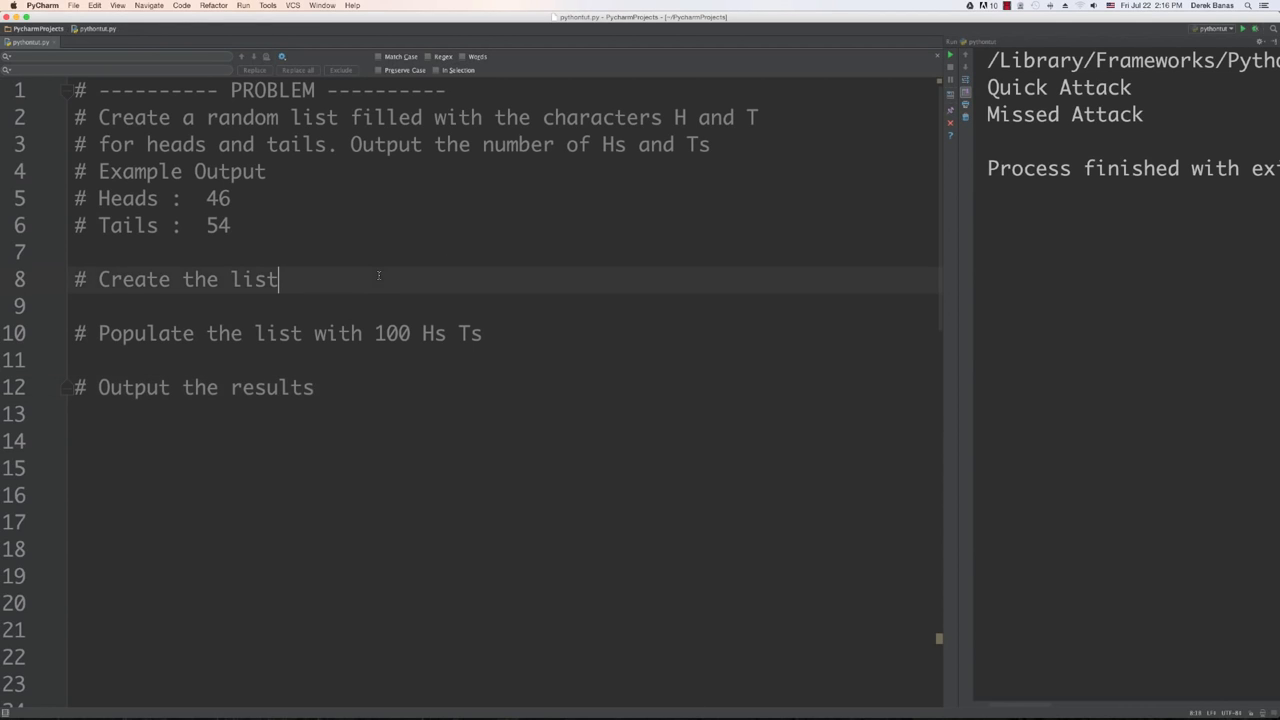 PyCharm File Edit View Navigate Code Refactor Run Tools VCS Window Help
10 Fri Jul 22 2:16 PM Derek Banas
pythontut.py - PycharmProjects - [~/PycharmProjects]
PycharmProjects pythontut.py
pythontut
pythontut.py
Run pythontut
Match Case Regex Words
Replace Replace all Exclude Preserve Case In Selection
1 # ---------- PROBLEM ----------
2 # Create a random list filled with the characters H and T
3 # for heads and tails. Output the number of Hs and Ts
4 # Example Output
5 # Heads :  46
6 # Tails :  54
7
8 # Create the list
9
10 # Populate the list with 100 Hs Ts
11
12 # Output the results
13
14
15
16
17
18
19
20
21
22
23
/Library/Frameworks/Pytho
Quick Attack
Missed Attack
Process finished with exi
8:18 LF‡ UTF-8‡